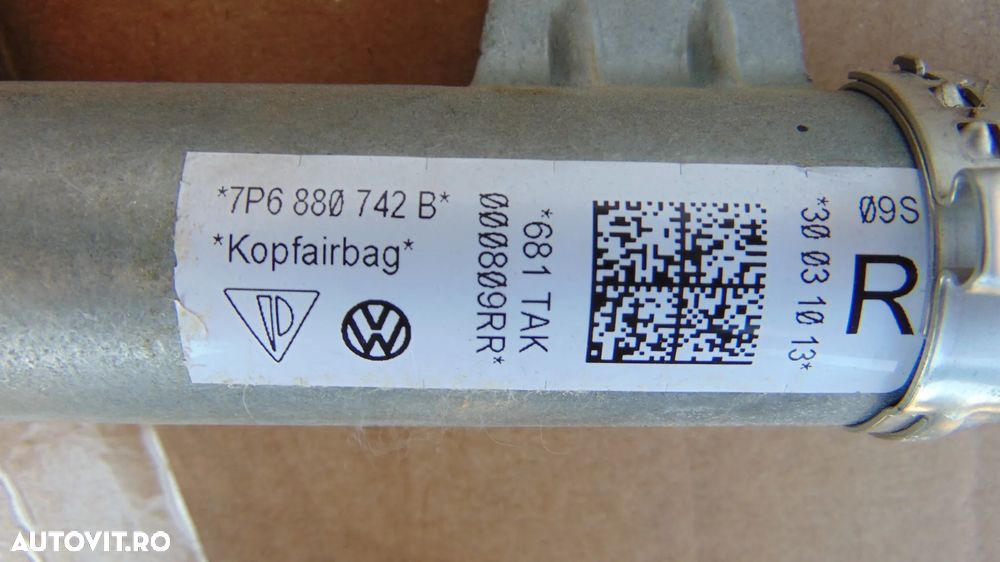 *7P6 880 742 B*
*Kopfairbag*
*681 TAK
000809RR*
*30 03 10 13*
09S
R
AUTOVIT.RO